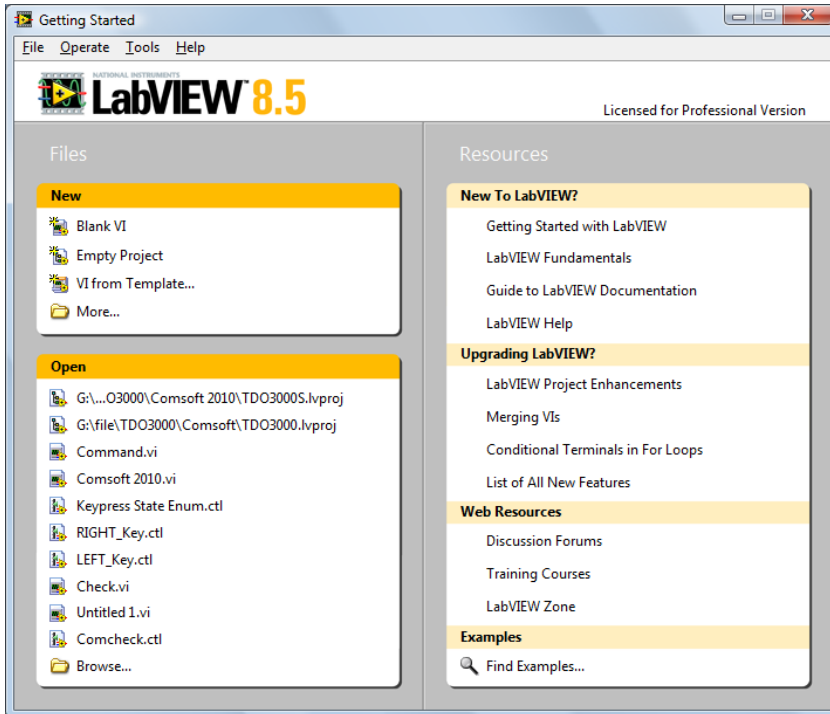 Getting Started
File Operate Tools Help
NATIONAL INSTRUMENTS
LabVIEW™ 8.5
Licensed for Professional Version
Files
New
Blank VI
Empty Project
VI from Template...
More...
Open
G:\...O3000\Comsoft 2010\TDO3000S.lvproj
G:\file\TDO3000\Comsoft\TDO3000.lvproj
Command.vi
Comsoft 2010.vi
Keypress State Enum.ctl
RIGHT_Key.ctl
LEFT_Key.ctl
Check.vi
Untitled 1.vi
Comcheck.ctl
Browse...
Resources
New To LabVIEW?
Getting Started with LabVIEW
LabVIEW Fundamentals
Guide to LabVIEW Documentation
LabVIEW Help
Upgrading LabVIEW?
LabVIEW Project Enhancements
Merging VIs
Conditional Terminals in For Loops
List of All New Features
Web Resources
Discussion Forums
Training Courses
LabVIEW Zone
Examples
Find Examples...